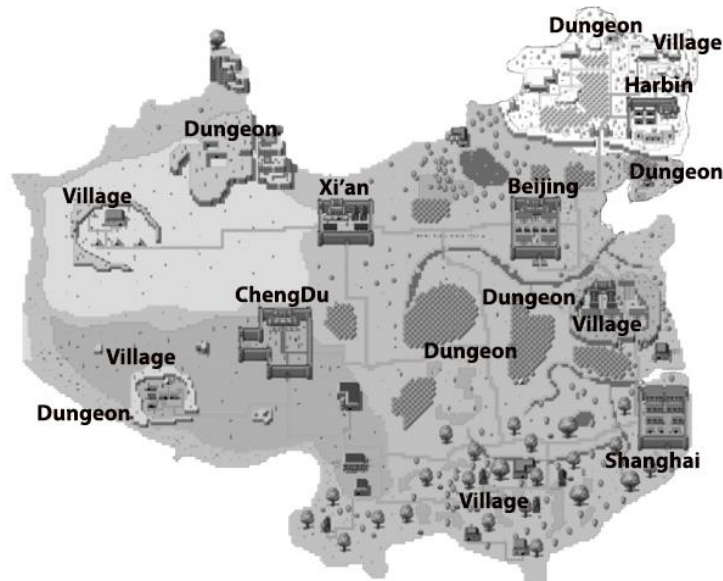 Dungeon
Village
Harbin
Dungeon
Dungeon
Village
Xi'an
Beijing
ChengDu
Dungeon
Village
Dungeon
Village
Dungeon
Shanghai
Village